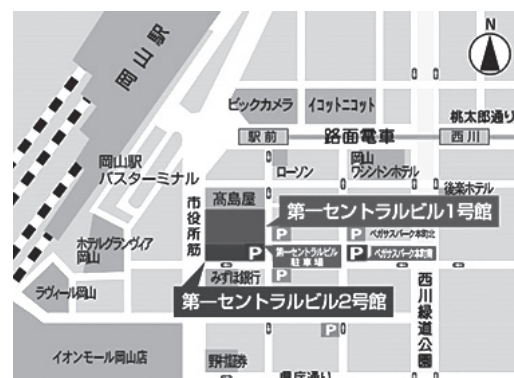 N
岡山駅
ビックカメラ
イコットニコット
桃太郎通り
駅前
路面電車
西川
岡山駅
バスターミナル
ローソン
岡山
ワシントンホテル
後楽ホテル
市役所筋
髙島屋
第一セントラルビル1号館
P
ペガサスパーク本町北
ホテルグランヴィア
岡山
P
第一セントラルビル
駐車場
P
ペガサスパーク本町南
みずほ銀行
P
ラヴィール岡山
第一セントラルビル2号館
西川緑道公園
P
イオンモール岡山店
野村証券
県庁通り